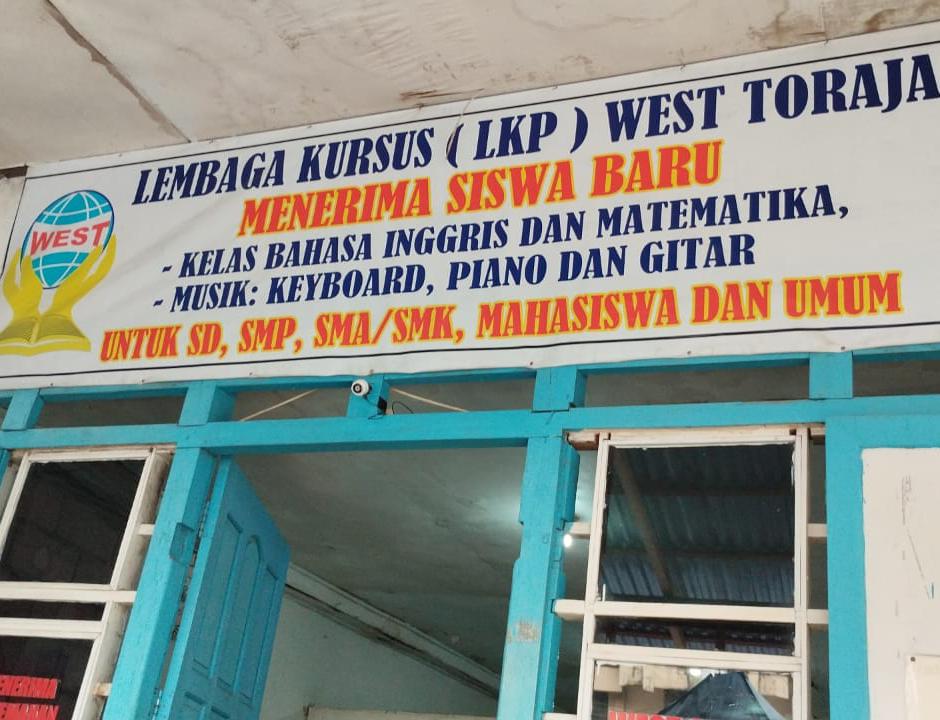 LEMBAGA KURSUS ( LKP ) WEST TORAJA
MENERIMA SISWA BARU
- KELAS BAHASA INGGRIS DAN MATEMATIKA,
- MUSIK: KEYBOARD, PIANO DAN GITAR
UNTUK SD, SMP, SMA/SMK, MAHASISWA DAN UMUM
WEST